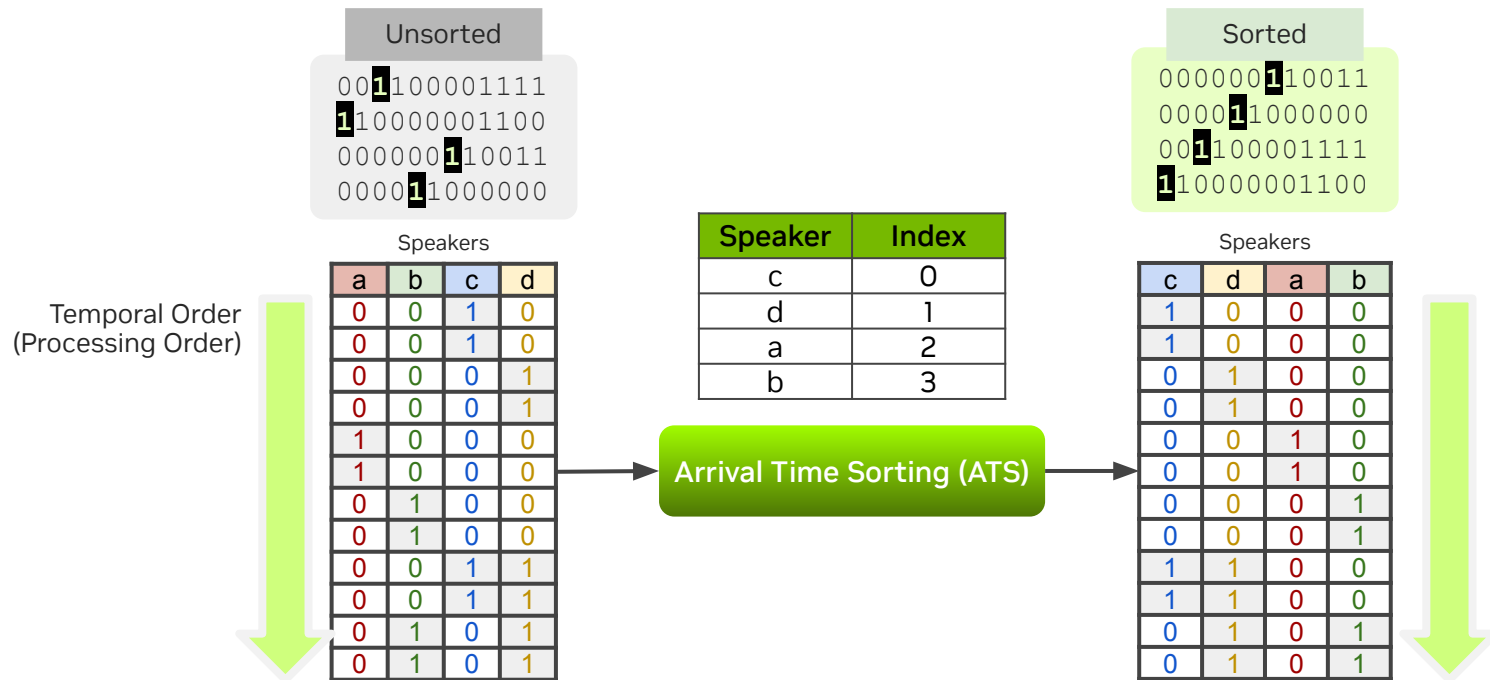 Unsorted
001100001111
110000001100
000000110011
000011000000
Sorted
000000110011
000011000000
001100001111
110000001100
Speakers
a b c d
0 0 1 0
0 0 1 0
0 0 0 1
0 0 0 1
1 0 0 0
1 0 0 0
0 1 0 0
0 1 0 0
0 0 1 1
0 0 1 1
0 1 0 1
0 1 0 1
Temporal Order
(Processing Order)
Speaker Index
c 0
d 1
a 2
b 3
Arrival Time Sorting (ATS)
Speakers
c d a b
1 0 0 0
1 0 0 0
0 1 0 0
0 1 0 0
0 0 1 0
0 0 1 0
0 0 0 1
0 0 0 1
1 1 0 0
1 1 0 0
0 1 0 1
0 1 0 1